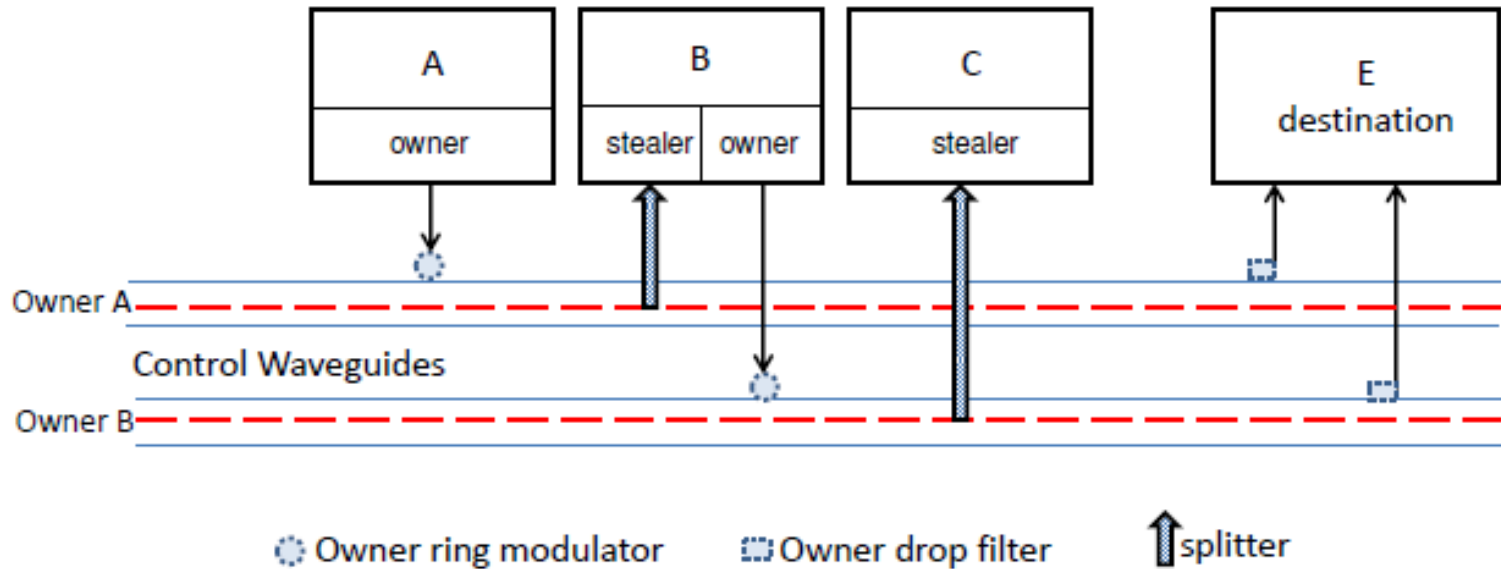 A
B
C
E
destination
owner
stealer
owner
stealer
Owner A
Control Waveguides
Owner B
Owner ring modulator
Owner drop filter
splitter